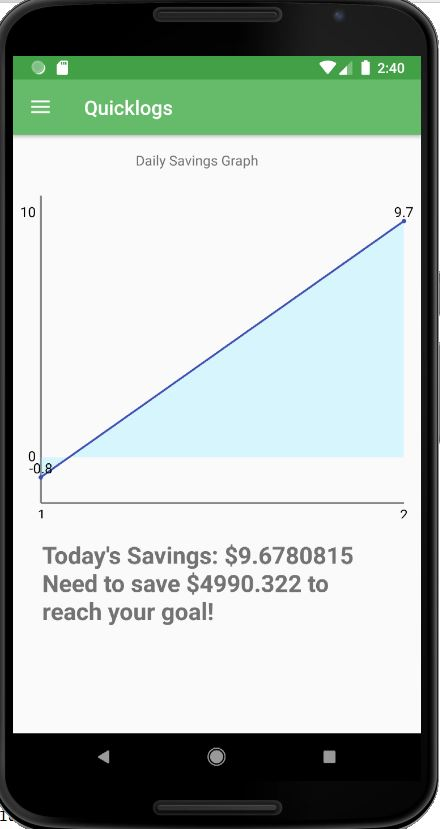 2:40
Quicklogs
Daily Savings Graph
10
9.7
0
-0.8
1
2
Today's Savings: $9.6780815
Need to save $4990.322 to
reach your goal!